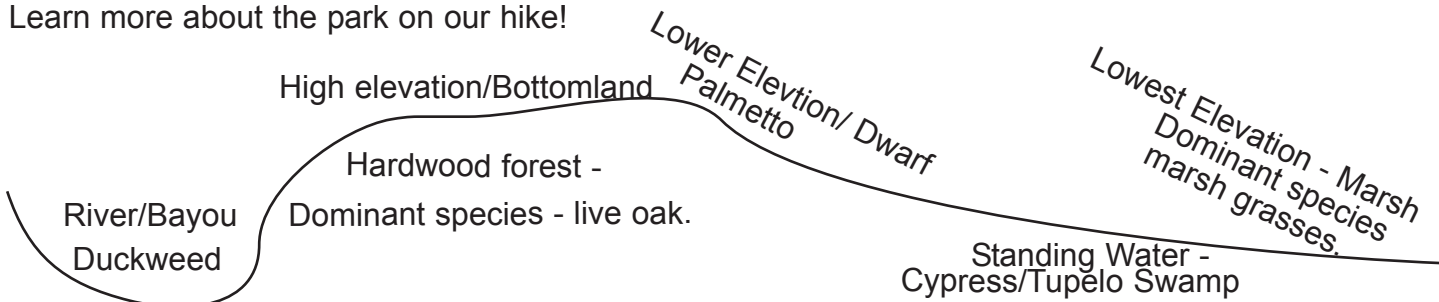 Learn more about the park on our hike!
High elevation/Bottomland
Hardwood forest -
Dominant species - live oak.
River/Bayou
Duckweed
Lower Elevtion/ Dwarf
Palmetto
Standing Water -
Cypress/Tupelo Swamp
Lowest Elevation - Marsh
Dominant species
marsh grasses.